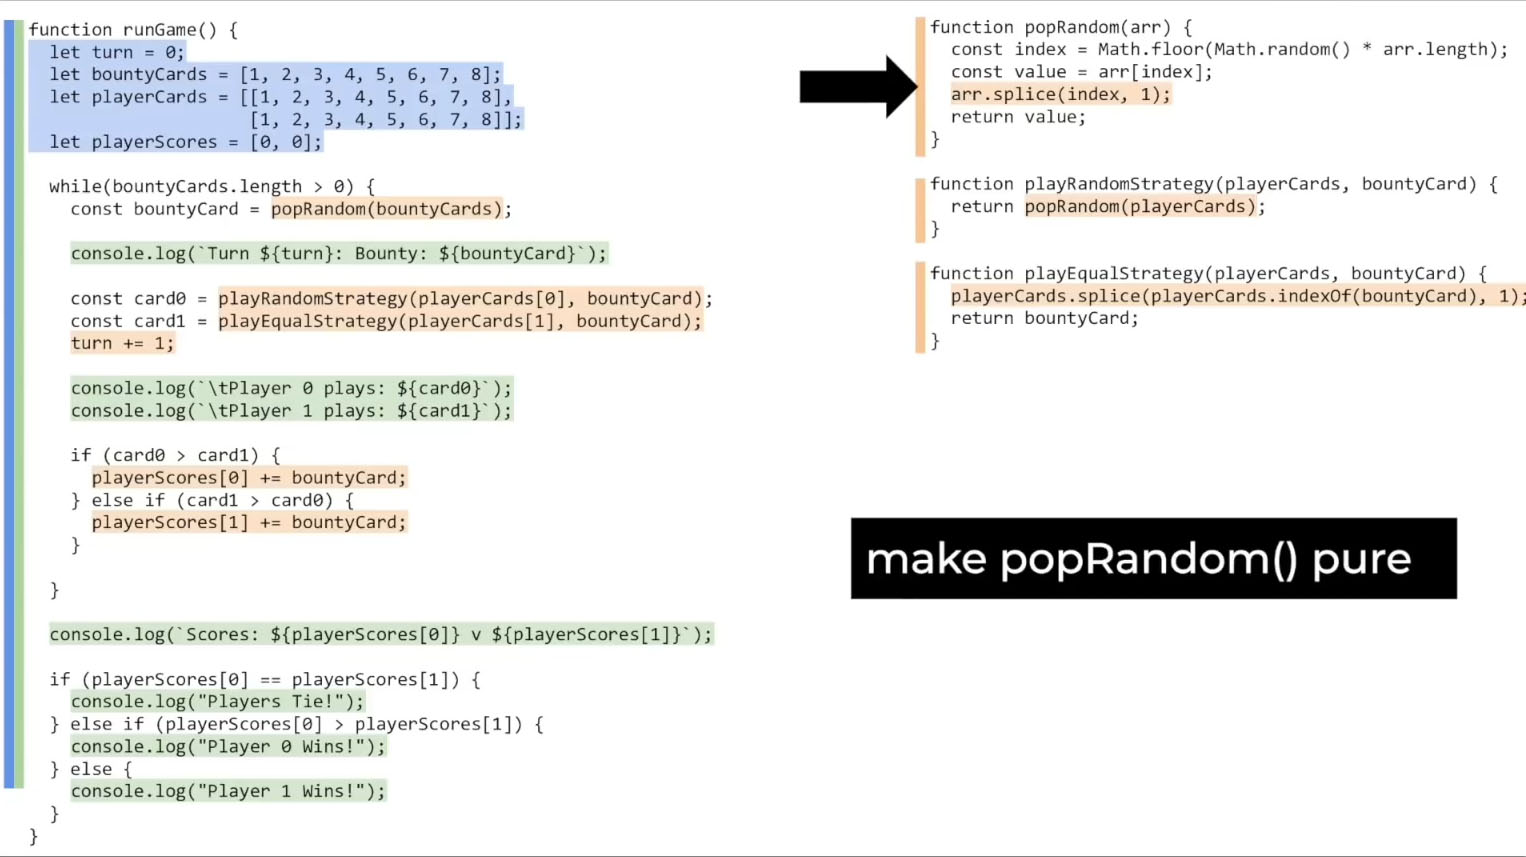 function runGame() {
  let turn = 0;
  let bountyCards = [1, 2, 3, 4, 5, 6, 7, 8];
  let playerCards = [[1, 2, 3, 4, 5, 6, 7, 8],
                     [1, 2, 3, 4, 5, 6, 7, 8]];
  let playerScores = [0, 0];

  while(bountyCards.length > 0) {
    const bountyCard = popRandom(bountyCards);

    console.log(`Turn ${turn}: Bounty: ${bountyCard}`);

    const card0 = playRandomStrategy(playerCards[0], bountyCard);
    const card1 = playEqualStrategy(playerCards[1], bountyCard);
    turn += 1;

    console.log(`\tPlayer 0 plays: ${card0}`);
    console.log(`\tPlayer 1 plays: ${card1}`);

    if (card0 > card1) {
      playerScores[0] += bountyCard;
    } else if (card1 > card0) {
      playerScores[1] += bountyCard;
    }

  }

  console.log(`Scores: ${playerScores[0]} v ${playerScores[1]}`);

  if (playerScores[0] == playerScores[1]) {
    console.log("Players Tie!");
  } else if (playerScores[0] > playerScores[1]) {
    console.log("Player 0 Wins!");
  } else {
    console.log("Player 1 Wins!");
  }
}

function popRandom(arr) {
  const index = Math.floor(Math.random() * arr.length);
  const value = arr[index];
  arr.splice(index, 1);
  return value;
}

function playRandomStrategy(playerCards, bountyCard) {
  return popRandom(playerCards);
}

function playEqualStrategy(playerCards, bountyCard) {
  playerCards.splice(playerCards.indexOf(bountyCard), 1);
  return bountyCard;
}

make popRandom() pure